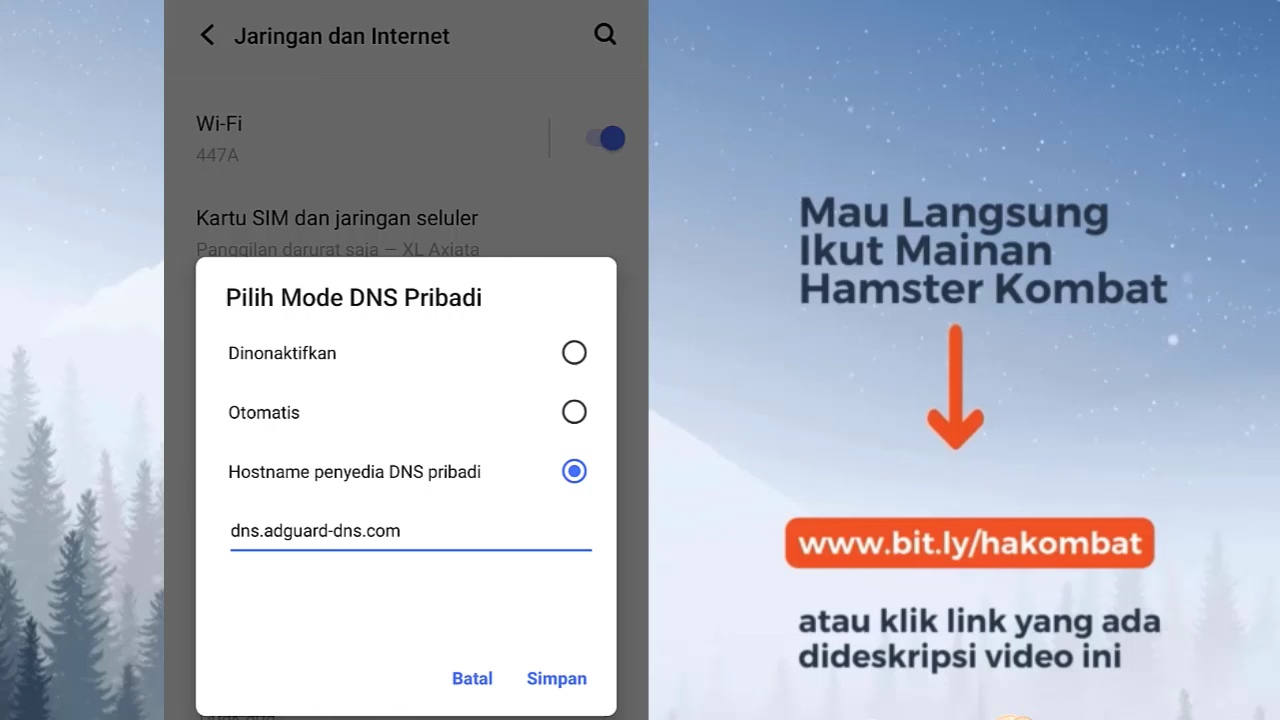 Jaringan dan Internet
Wi-Fi
447A
Kartu SIM dan jaringan seluler
Panggilan darurat saja — XL Axiata
Pilih Mode DNS Pribadi
Dinonaktifkan
Otomatis
Hostname penyedia DNS pribadi
dns.adguard-dns.com
Batal
Simpan
Mau Langsung
Ikut Mainan
Hamster Kombat
www.bit.ly/hakombat
atau klik link yang ada
dideskripsi video ini